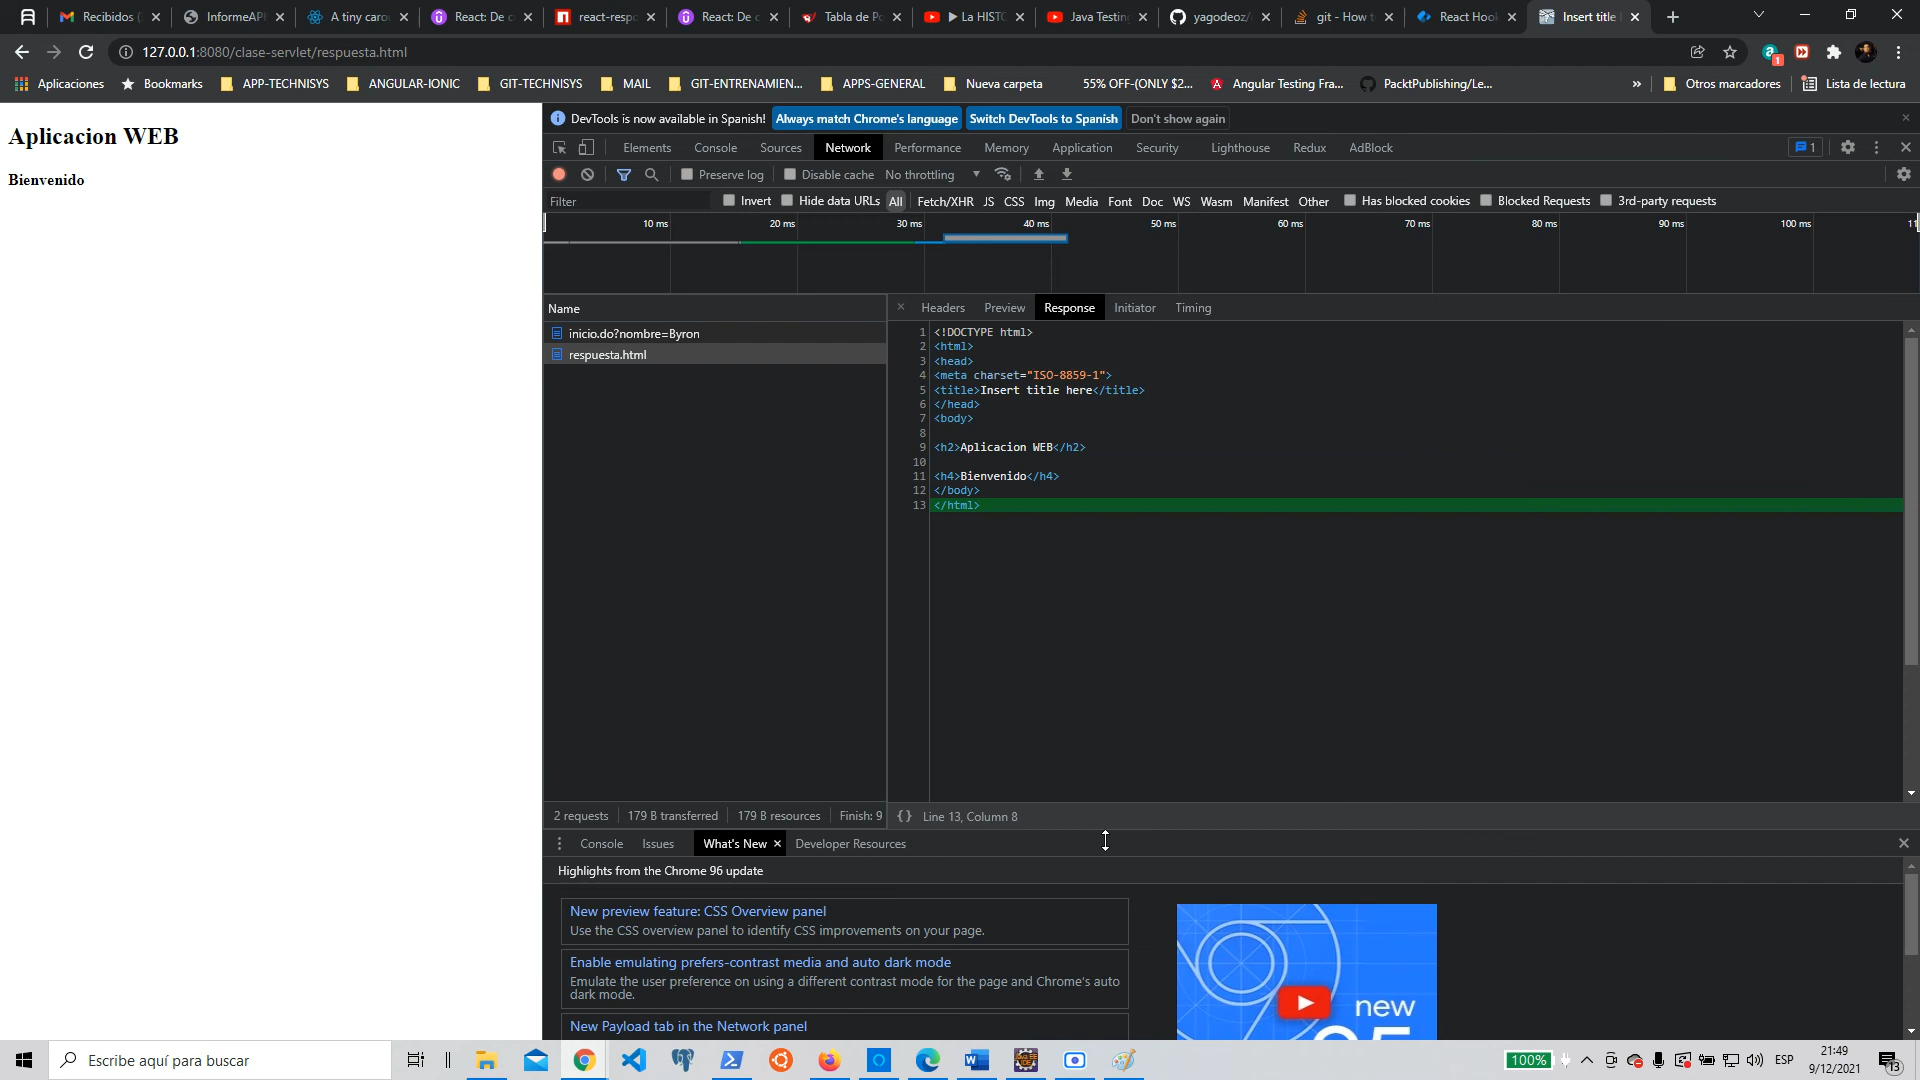 Recibidos (
InformeAPI
A tiny carou
React: De c
react-respo
React: De c
Tabla de Po
▶ La HISTO
Java Testing
yagodeoz/
git - How t
React Hook
Insert title
127.0.0.1:8080/clase-servlet/respuesta.html
Aplicaciones
Bookmarks
APP-TECHNISYS
ANGULAR-IONIC
GIT-TECHNISYS
MAIL
GIT-ENTRENAMIEN...
APPS-GENERAL
Nueva carpeta
55% OFF-(ONLY $2...
Angular Testing Fra...
PacktPublishing/Le...
»
Otros marcadores
Lista de lectura
Aplicacion WEB
Bienvenido
DevTools is now available in Spanish!
Always match Chrome's language
Switch DevTools to Spanish
Don't show again
Elements
Console
Sources
Network
Performance
Memory
Application
Security
Lighthouse
Redux
AdBlock
1
Preserve log
Disable cache
No throttling
Filter
Invert
Hide data URLs
All
Fetch/XHR
JS
CSS
Img
Media
Font
Doc
WS
Wasm
Manifest
Other
Has blocked cookies
Blocked Requests
3rd-party requests
10 ms
20 ms
30 ms
40 ms
50 ms
60 ms
70 ms
80 ms
90 ms
100 ms
11
Name
inicio.do?nombre=Byron
respuesta.html
Headers
Preview
Response
Initiator
Timing
1 <!DOCTYPE html>
2 <html>
3 <head>
4 <meta charset="ISO-8859-1">
5 <title>Insert title here</title>
6 </head>
7 <body>
8
9 <h2>Aplicacion WEB</h2>
10
11 <h4>Bienvenido</h4>
12 </body>
13 </html>
2 requests
179 B transferred
179 B resources
Finish: 9
{} Line 13, Column 8
Console
Issues
What's New
Developer Resources
Highlights from the Chrome 96 update
New preview feature: CSS Overview panel
Use the CSS overview panel to identify CSS improvements on your page.
Enable emulating prefers-contrast media and auto dark mode
Emulate the user preference on using a different contrast mode for the page and Chrome's auto
dark mode.
New Payload tab in the Network panel
new
Escribe aquí para buscar
100%
ESP
21:49
9/12/2021
13